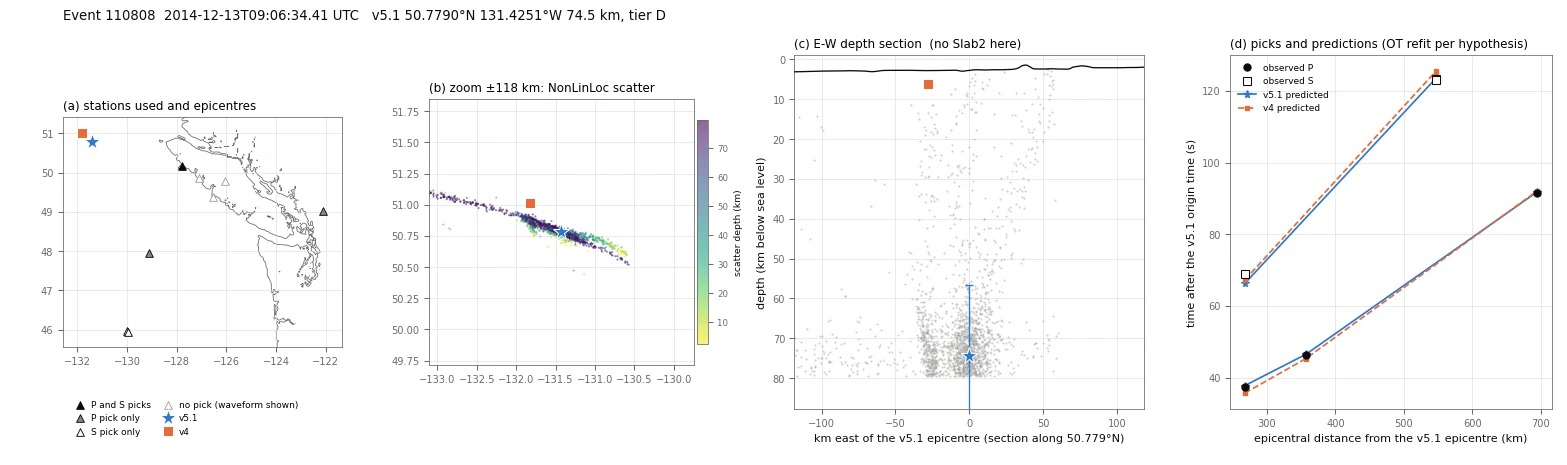 Event 110808 2014-12-13T09:06:34.41 UTC v5.1 50.7790°N 131.4251°W 74.5 km, tier D
(a) stations used and epicentres
51
50
49
48
47
46
−132
−130
−128
−126
−124
−122
P and S picks
P pick only
S pick only
no pick (waveform shown)
v5.1
v4
(b) zoom ±118 km: NonLinLoc scatter
51.75
51.50
51.25
51.00
50.75
50.50
50.25
50.00
49.75
−133.0
−132.5
−132.0
−131.5
−131.0
−130.5
−130.0
70
60
50
40
30
20
10
scatter depth (km)
(c) E-W depth section (no Slab2 here)
0
10
20
30
40
50
60
70
80
depth (km below sea level)
−100
−50
0
50
100
km east of the v5.1 epicentre (section along 50.779°N)
(d) picks and predictions (OT refit per hypothesis)
observed P
observed S
v5.1 predicted
v4 predicted
120
100
80
60
40
time after the v5.1 origin time (s)
300
400
500
600
700
epicentral distance from the v5.1 epicentre (km)